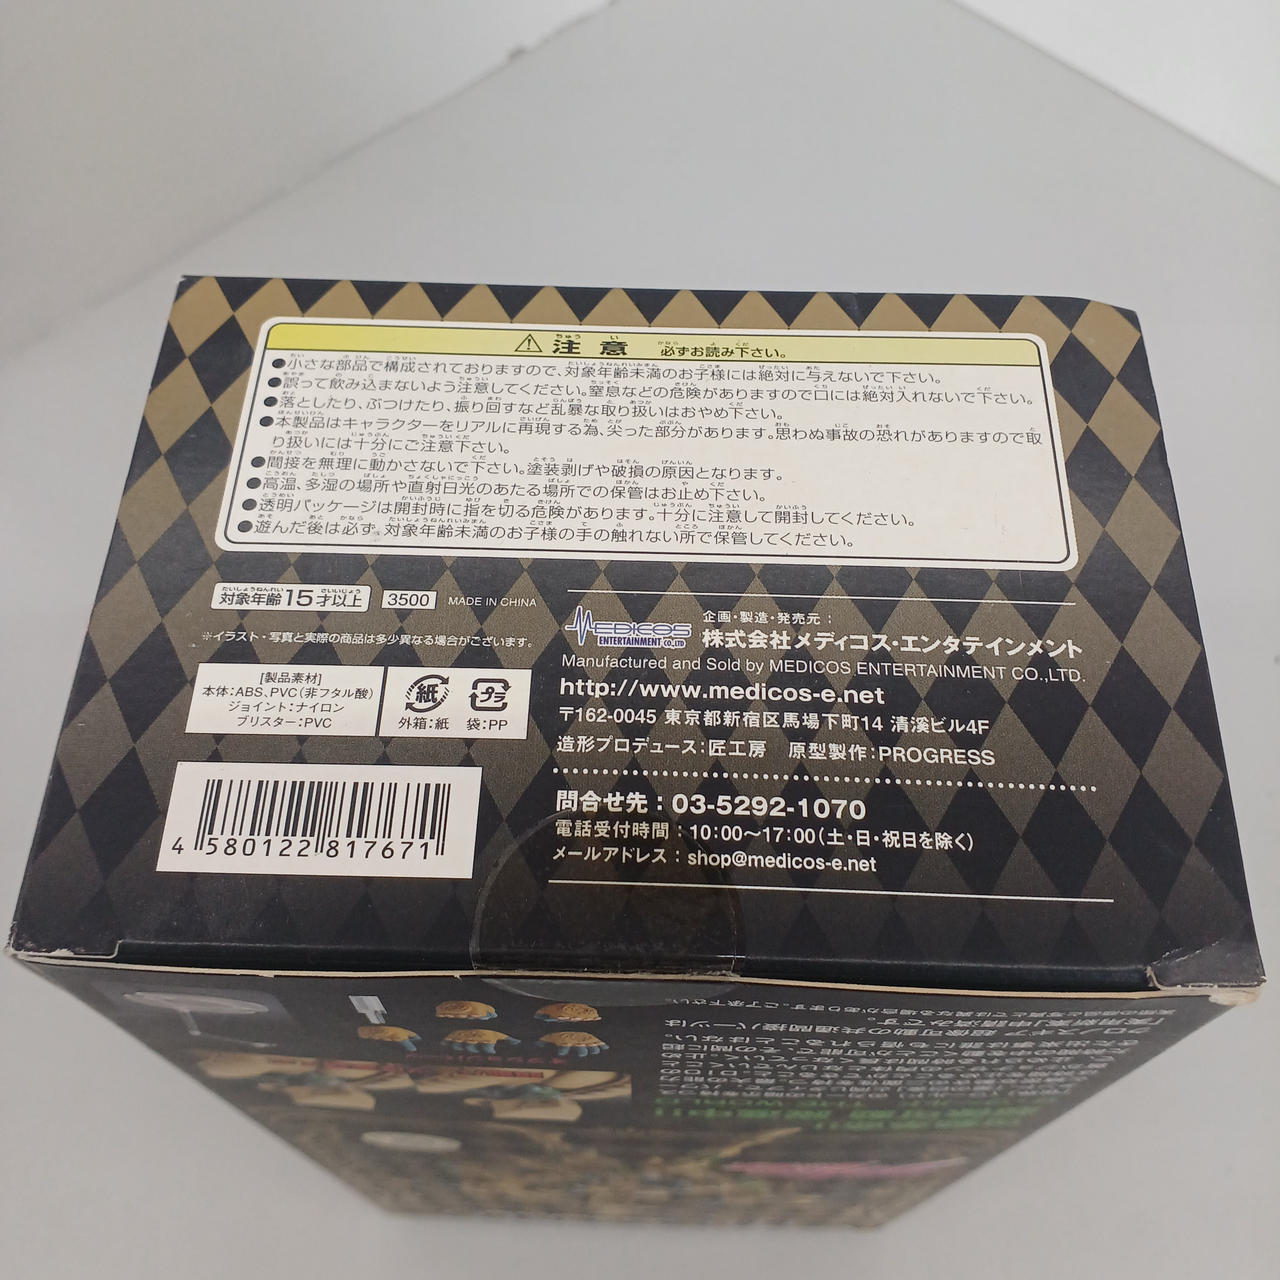 ⚠ 注意 必ずお読み下さい。
●小さな部品で構成されておりますので、対象年齢未満のお子様には絶対に与えないで下さい。
●誤って飲み込まないよう注意してください。窒息などの危険がありますので口には絶対入れないで下さい。
●落としたり、ぶつけたり、振り回すなど乱暴な取り扱いはおやめ下さい。
●本製品はキャラクターをリアルに再現する為、尖った部分があります。思わぬ事故の恐れがありますので取
り扱いには十分にご注意下さい。
●間接を無理に動かさないで下さい。塗装剥げや破損の原因となります。
●高温、多湿の場所や直射日光のあたる場所での保管はお止め下さい。
●透明パッケージは開封時に指を切る危険があります。十分に注意して開封してください。
●遊んだ後は必ず、対象年齢未満のお子様の手の触れない所で保管してください。
対象年齢15才以上 3500 MADE IN CHINA
※イラスト・写真と実際の商品は多少異なる場合がございます。
[製品素材]
本体:ABS、PVC(非フタル酸)
ジョイント:ナイロン
ブリスター:PVC
紙
外箱:紙
プラ
袋:PP
4 580122 817671
MEDICOS
ENTERTAINMENT CO.,LTD
企画・製造・発売元:
株式会社メディコス・エンタテインメント
Manufactured and Sold by MEDICOS ENTERTAINMENT CO.,LTD.
http://www.medicos-e.net
〒162-0045 東京都新宿区馬場下町14 清溪ビル4F
造形プロデュース:匠工房 原型製作:PROGRESS
問合せ先:03-5292-1070
電話受付時間:10:00〜17:00(土・日・祝日を除く)
メールアドレス:shop@medicos-e.net